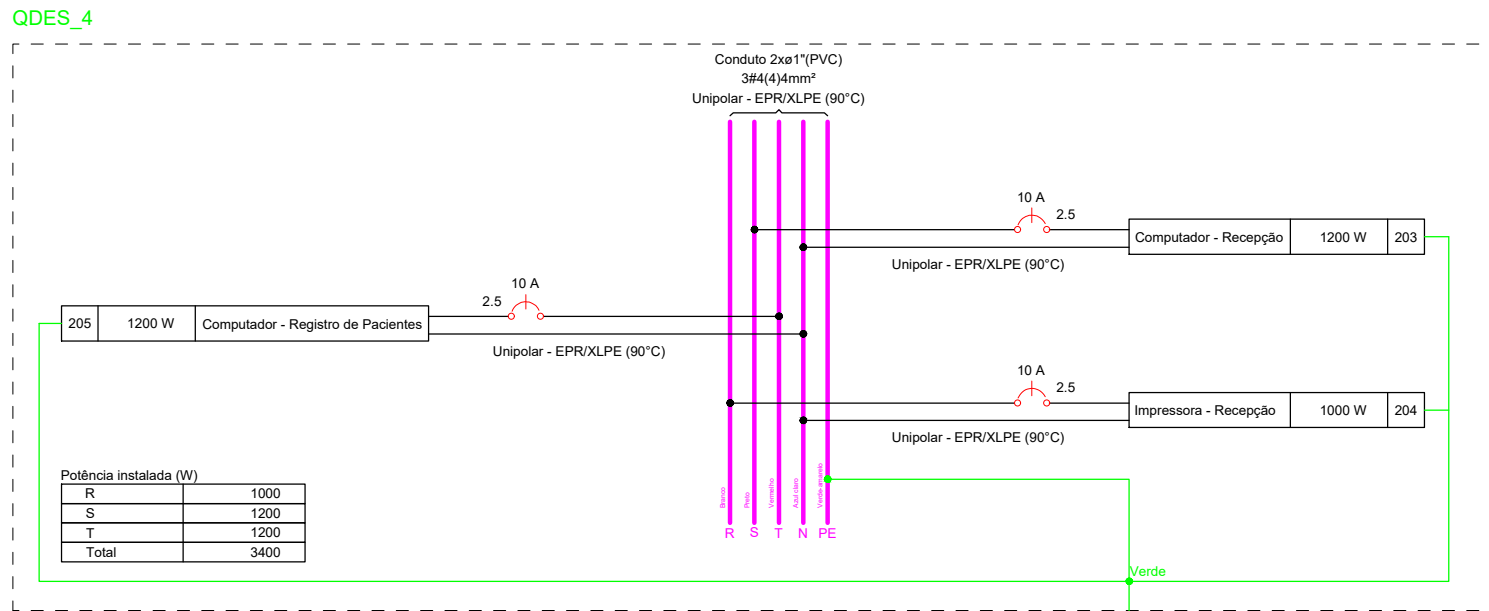 QDES_4
Conduto 2xø1"(PVC)
3#4(4)4mm²
Unipolar - EPR/XLPE (90°C)
10 A
2.5
Computador - Recepção 1200 W 203
Unipolar - EPR/XLPE (90°C)
10 A
2.5
205 1200 W Computador - Registro de Pacientes
Unipolar - EPR/XLPE (90°C)
10 A
2.5
Impressora - Recepção 1000 W 204
Unipolar - EPR/XLPE (90°C)
Potência instalada (W)
R 1000
S 1200
T 1200
Total 3400
Branco
Preto
Vermelho
Azul claro
Verde-amarelo
R S T N PE
Verde